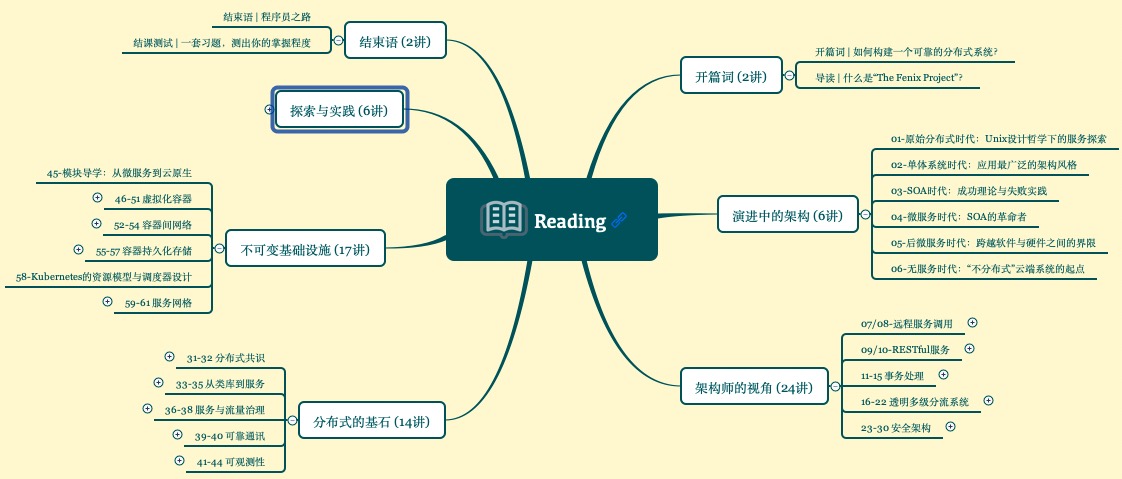 Reading
开篇词 (2讲)
开篇词 | 如何构建一个可靠的分布式系统？
导读 | 什么是“The Fenix Project”？
演进中的架构 (6讲)
01-原始分布式时代：Unix设计哲学下的服务探索
02-单体系统时代：应用最广泛的架构风格
03-SOA时代：成功理论与失败实践
04-微服务时代：SOA的革命者
05-后微服务时代：跨越软件与硬件之间的界限
06-无服务时代：“不分布式”云端系统的起点
架构师的视角 (24讲)
07/08-远程服务调用
09/10-RESTful服务
11-15 事务处理
16-22 透明多级分流系统
23-30 安全架构
分布式的基石 (14讲)
31-32 分布式共识
33-35 从类库到服务
36-38 服务与流量治理
39-40 可靠通讯
41-44 可观测性
不可变基础设施 (17讲)
45-模块导学：从微服务到云原生
46-51 虚拟化容器
52-54 容器间网络
55-57 容器持久化存储
58-Kubernetes的资源模型与调度器设计
59-61 服务网格
探索与实践 (6讲)
结束语 (2讲)
结束语 | 程序员之路
结课测试 | 一套习题，测出你的掌握程度